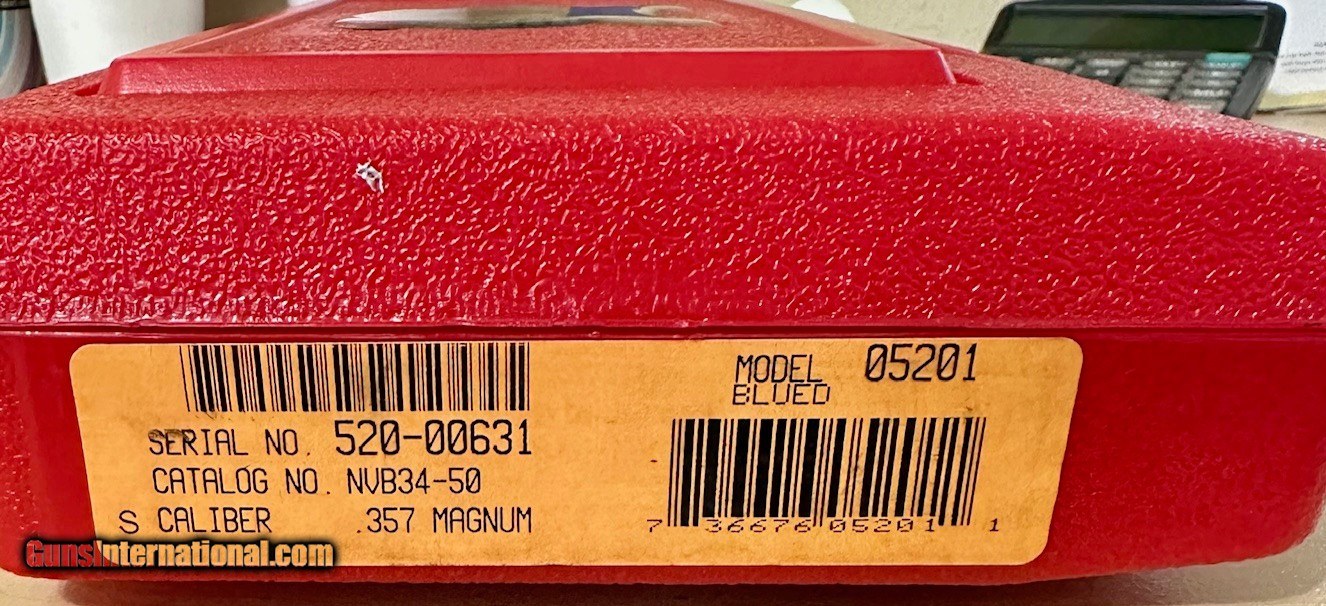 SERIAL NO. 520-00631
CATALOG NO. NVB34-50
S CALIBER .357 MAGNUM
MODEL 05201
BLUED
7 36676 05201 1
GunsInternational.com